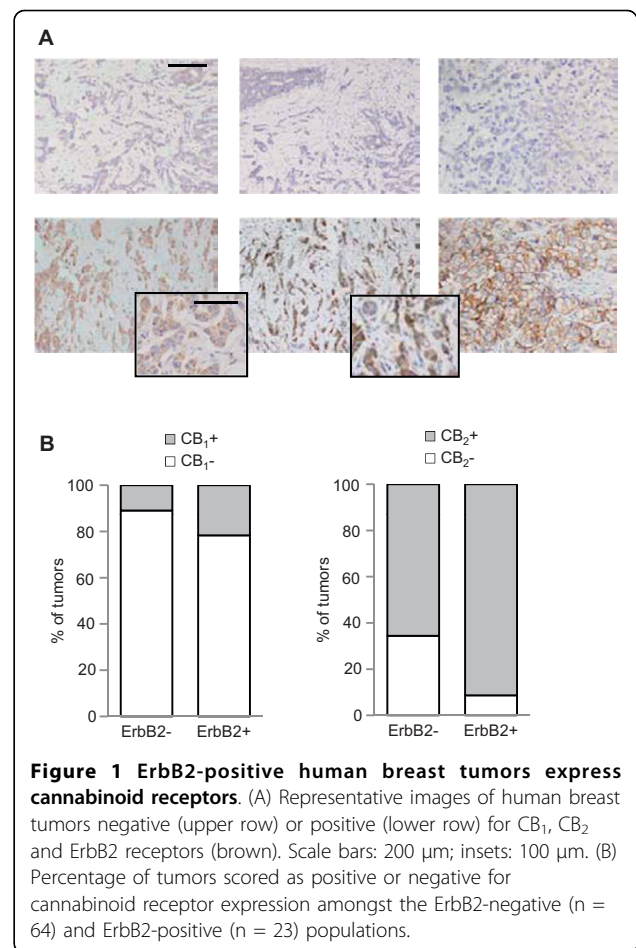 A
B
CB₁+
CB₁-
100
80
60
40
20
0
% of tumors
ErbB2- ErbB2+
CB₂+
CB₂-
100
80
60
40
20
0
% of tumors
ErbB2- ErbB2+
Figure 1 ErbB2-positive human breast tumors express
cannabinoid receptors. (A) Representative images of human breast
tumors negative (upper row) or positive (lower row) for CB₁, CB₂
and ErbB2 receptors (brown). Scale bars: 200 μm; insets: 100 μm. (B)
Percentage of tumors scored as positive or negative for
cannabinoid receptor expression amongst the ErbB2-negative (n =
64) and ErbB2-positive (n = 23) populations.